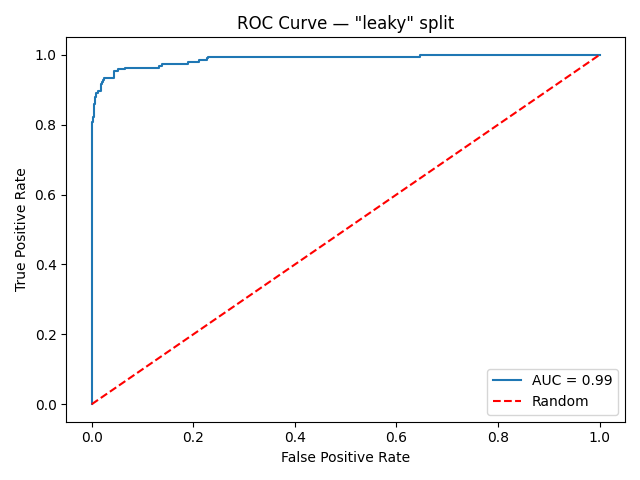 ROC Curve — "leaky" split
True Positive Rate
1.0
0.8
0.6
0.4
0.2
0.0
0.0 0.2 0.4 0.6 0.8 1.0
False Positive Rate
AUC = 0.99
Random